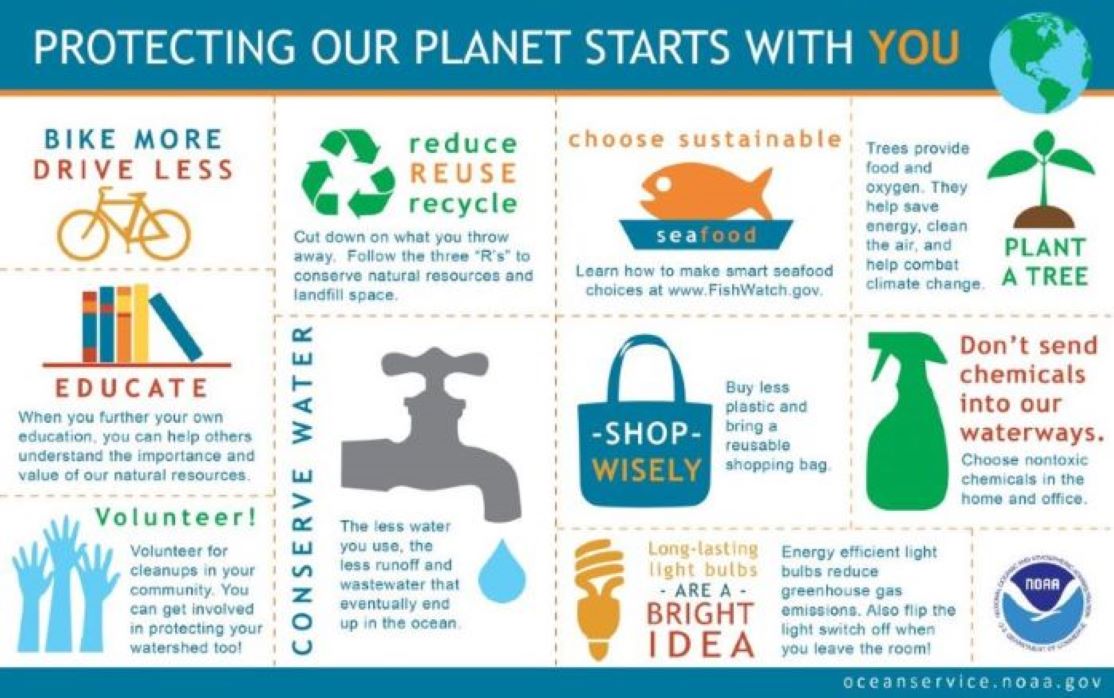 PROTECTING OUR PLANET STARTS WITH YOU
BIKE MORE
DRIVE LESS
reduce
REUSE
recycle
Cut down on what you throw
away. Follow the three "R's" to
conserve natural resources and
landfill space.
choose sustainable
seafood
Learn how to make smart seafood
choices at www.FishWatch.gov.
Trees provide
food and
oxygen. They
help save
energy, clean
the air, and
help combat
climate change.
PLANT
A TREE
EDUCATE
When you further your own
education, you can help others
understand the importance and
value of our natural resources.
CONSERVE WATER
The less water
you use, the
less runoff and
wastewater that
eventually end
up in the ocean.
-SHOP-
WISELY
Buy less
plastic and
bring a
reusable
shopping bag.
Don't send
chemicals
into our
waterways.
Choose nontoxic
chemicals in the
home and office.
Volunteer!
Volunteer for
cleanups in your
community. You
can get involved
in protecting your
watershed too!
Long-lasting
light bulbs
- ARE A -
BRIGHT
IDEA
Energy efficient light
bulbs reduce
greenhouse gas
emissions. Also flip the
light switch off when
you leave the room!
NATIONAL OCEANIC AND ATMOSPHERIC ADMINISTRATION
NOAA
U.S. DEPARTMENT OF COMMERCE
oceanservice.noaa.gov